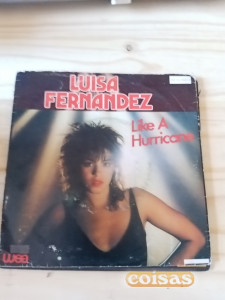 LUISA
FERNANDEZ
Like A
Hurricane
wea
coisas